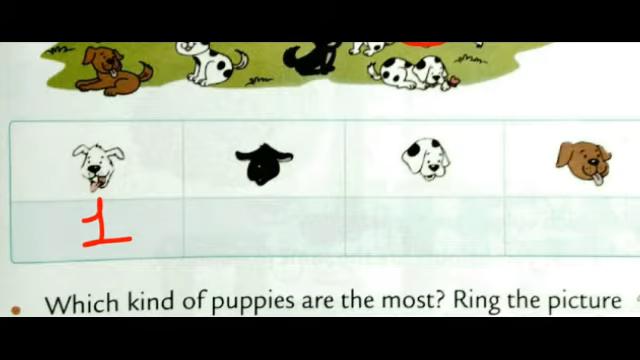 1
Which kind of puppies are the most? Ring the picture